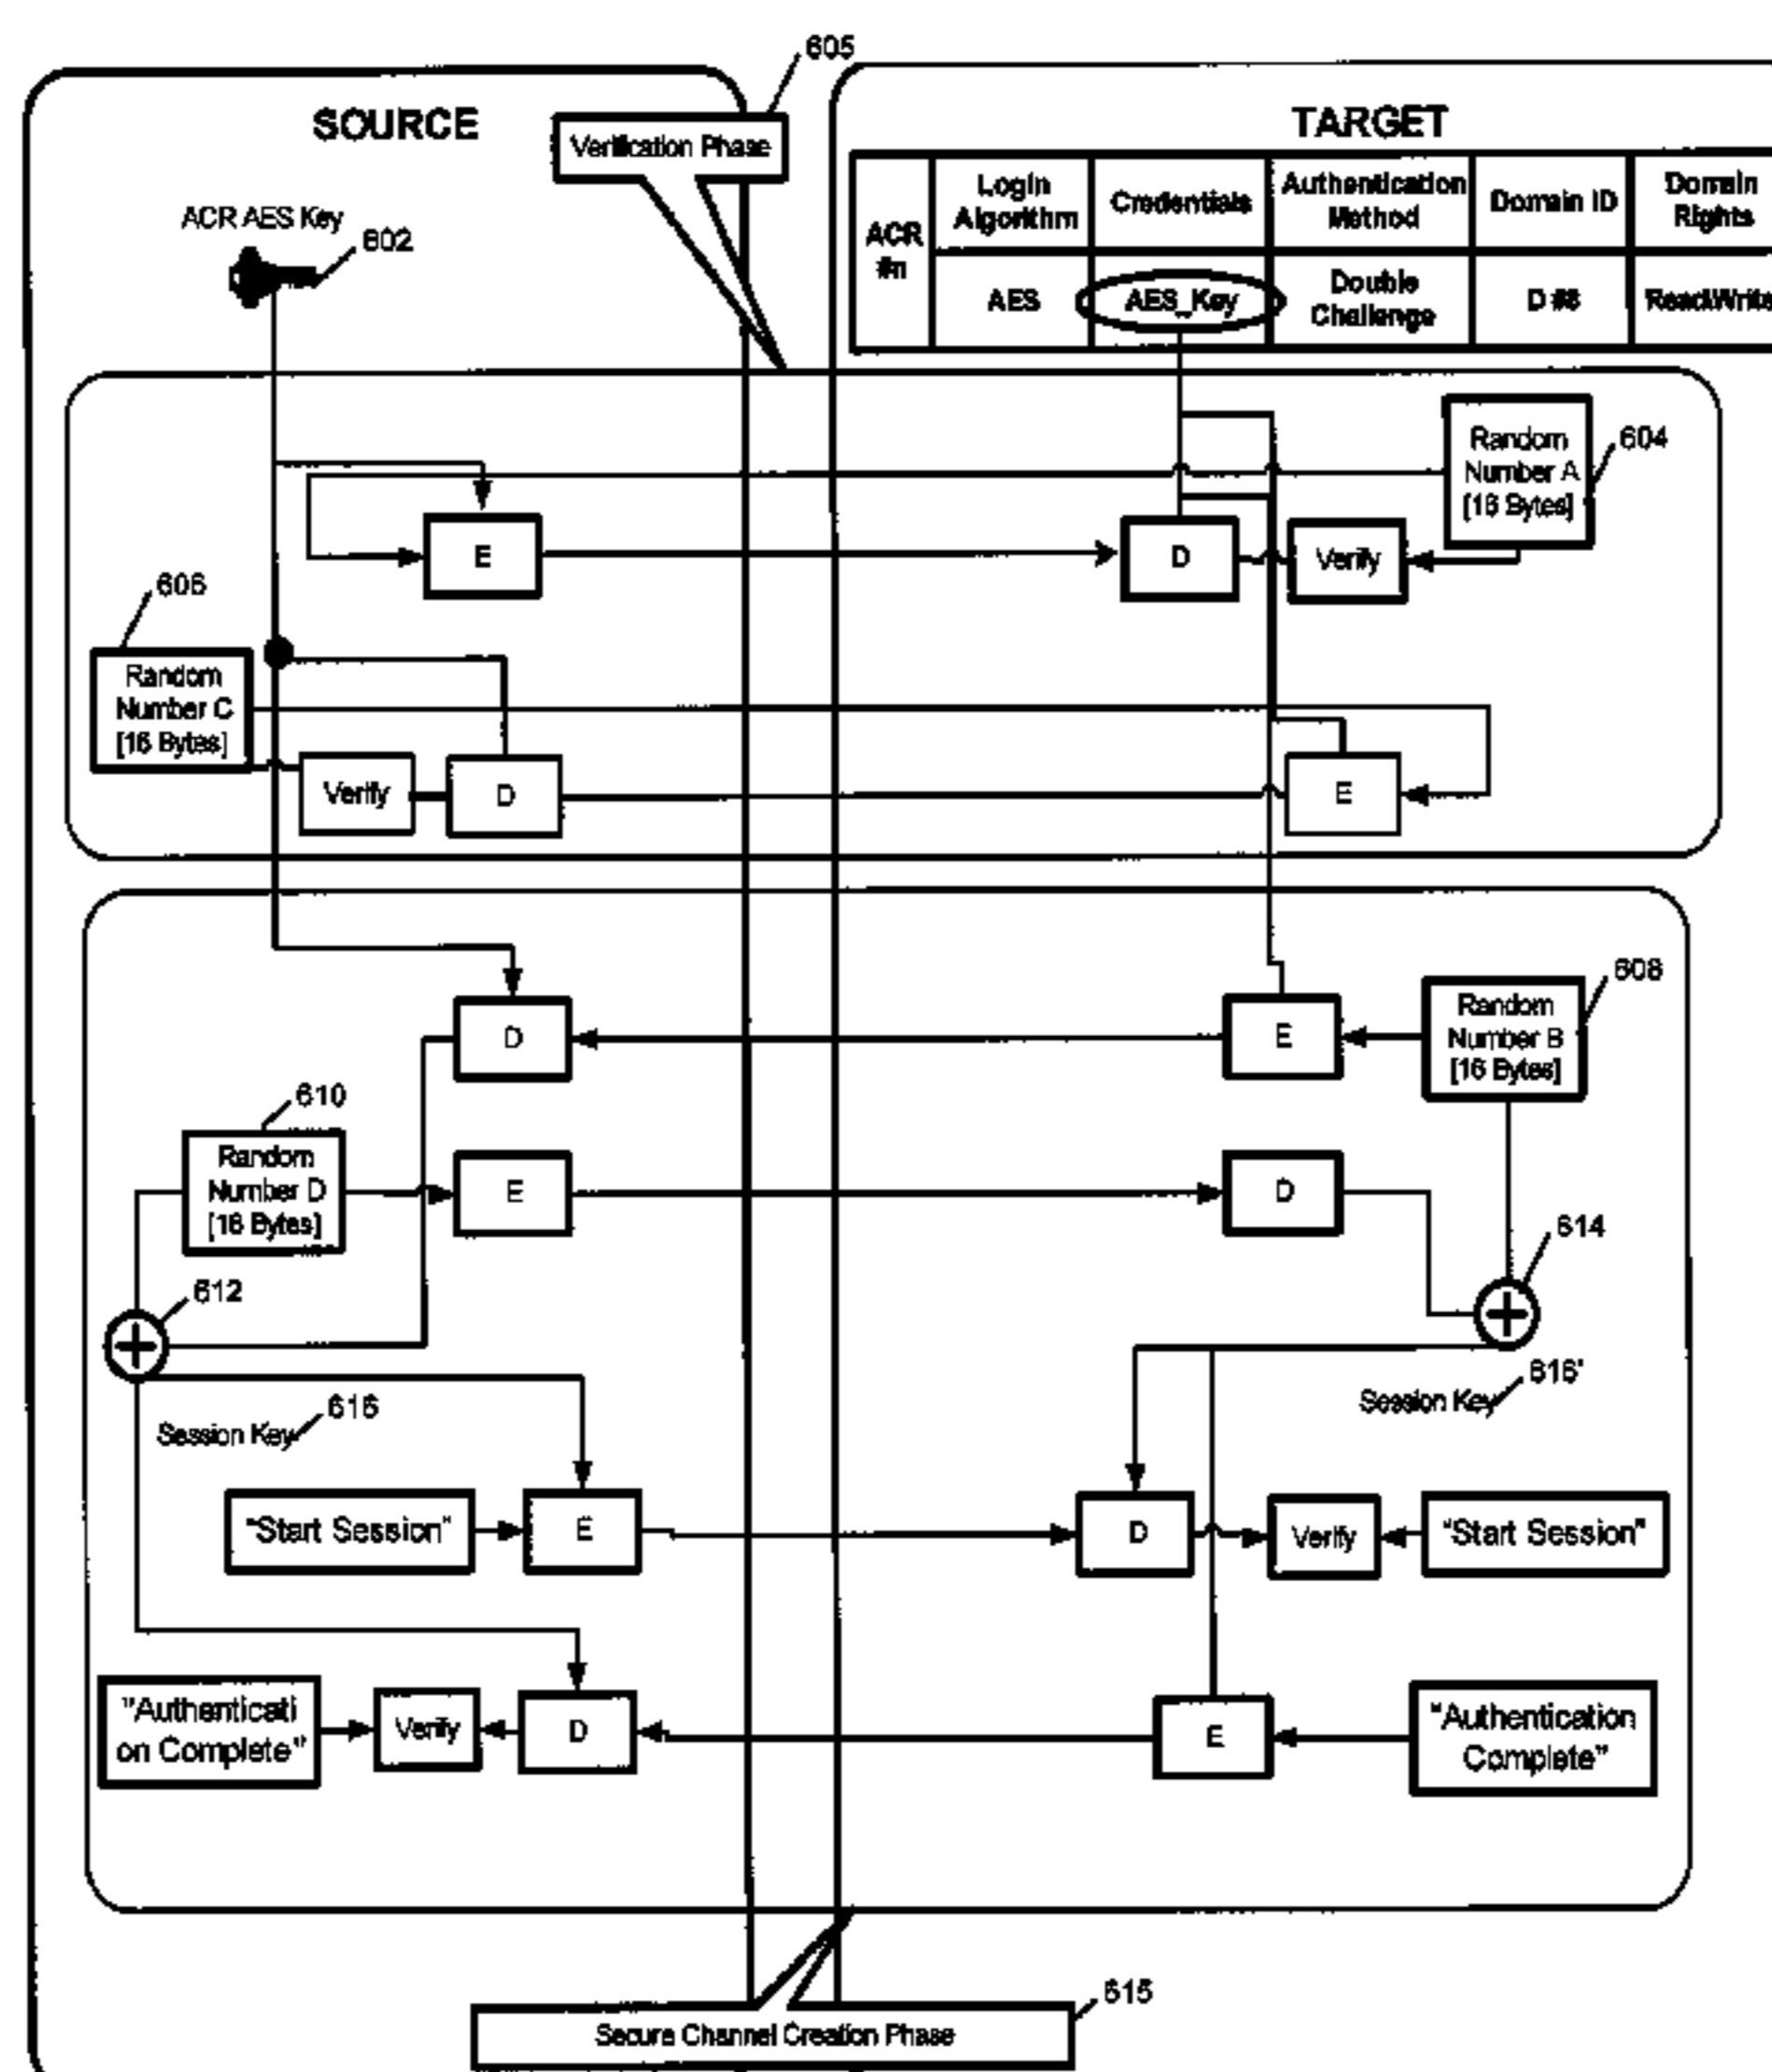 605
SOURCE
Verification Phase
TARGET
ACR
#n
Login
Algorithm
Credentials
Authentication
Method
Domain ID
Domain
Rights
AES
AES_Key
Double
Challenge
Read/Write
ACR AES Key
602
Random
Number A
[16 Bytes]
604
E
D
Verify
606
Random
Number C
[16 Bytes]
Verify
D
E
D
E
Random
Number B
[16 Bytes]
608
610
Random
Number D
[16 Bytes]
E
D
614
612
616'
Session Key
616
Session Key
"Start Session"
E
D
Verify
"Start Session"
"Authenticati
on Complete"
Verify
D
E
"Authentication
Complete"
615
Secure Channel Creation Phase